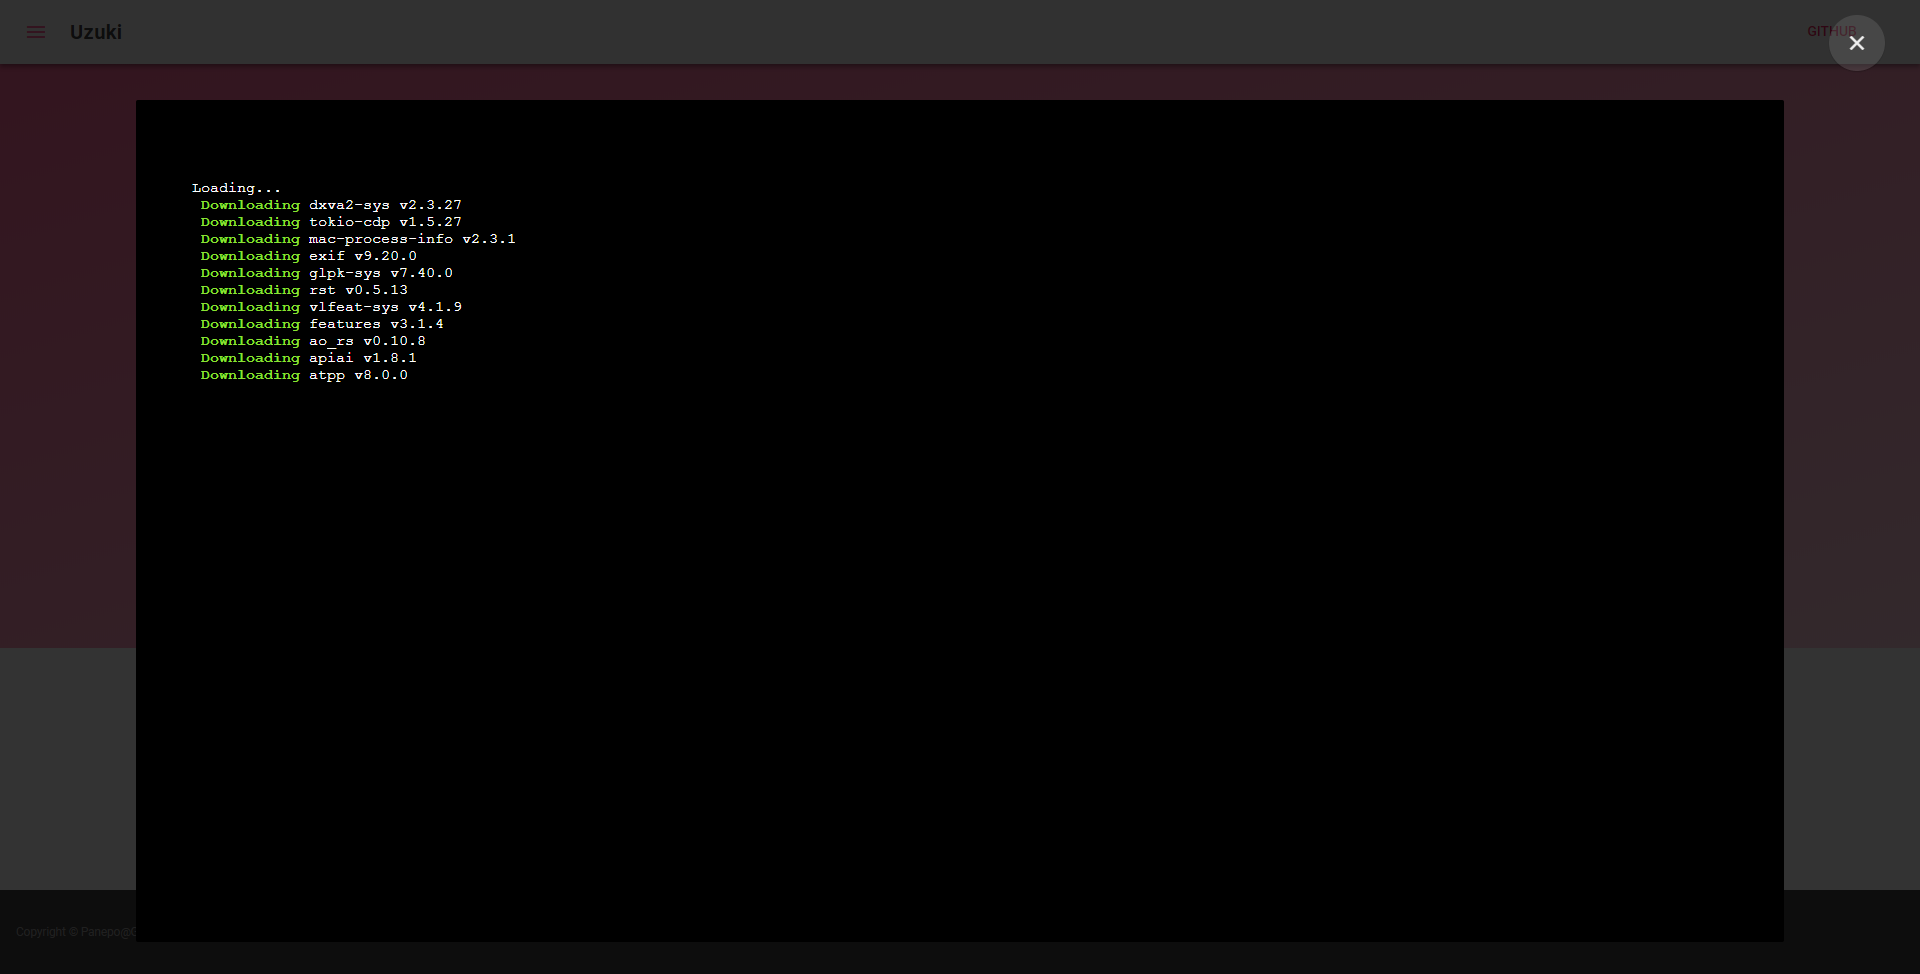 Uzuki
GITHUB
Loading...
Downloading dxva2-sys v2.3.27
Downloading tokio-cdp v1.5.27
Downloading mac-process-info v2.3.1
Downloading exif v9.20.0
Downloading glpk-sys v7.40.0
Downloading rst v0.5.13
Downloading vlfeat-sys v4.1.9
Downloading features v3.1.4
Downloading ao_rs v0.10.8
Downloading apiai v1.8.1
Downloading atpp v8.0.0
Copyright © Panepo@G